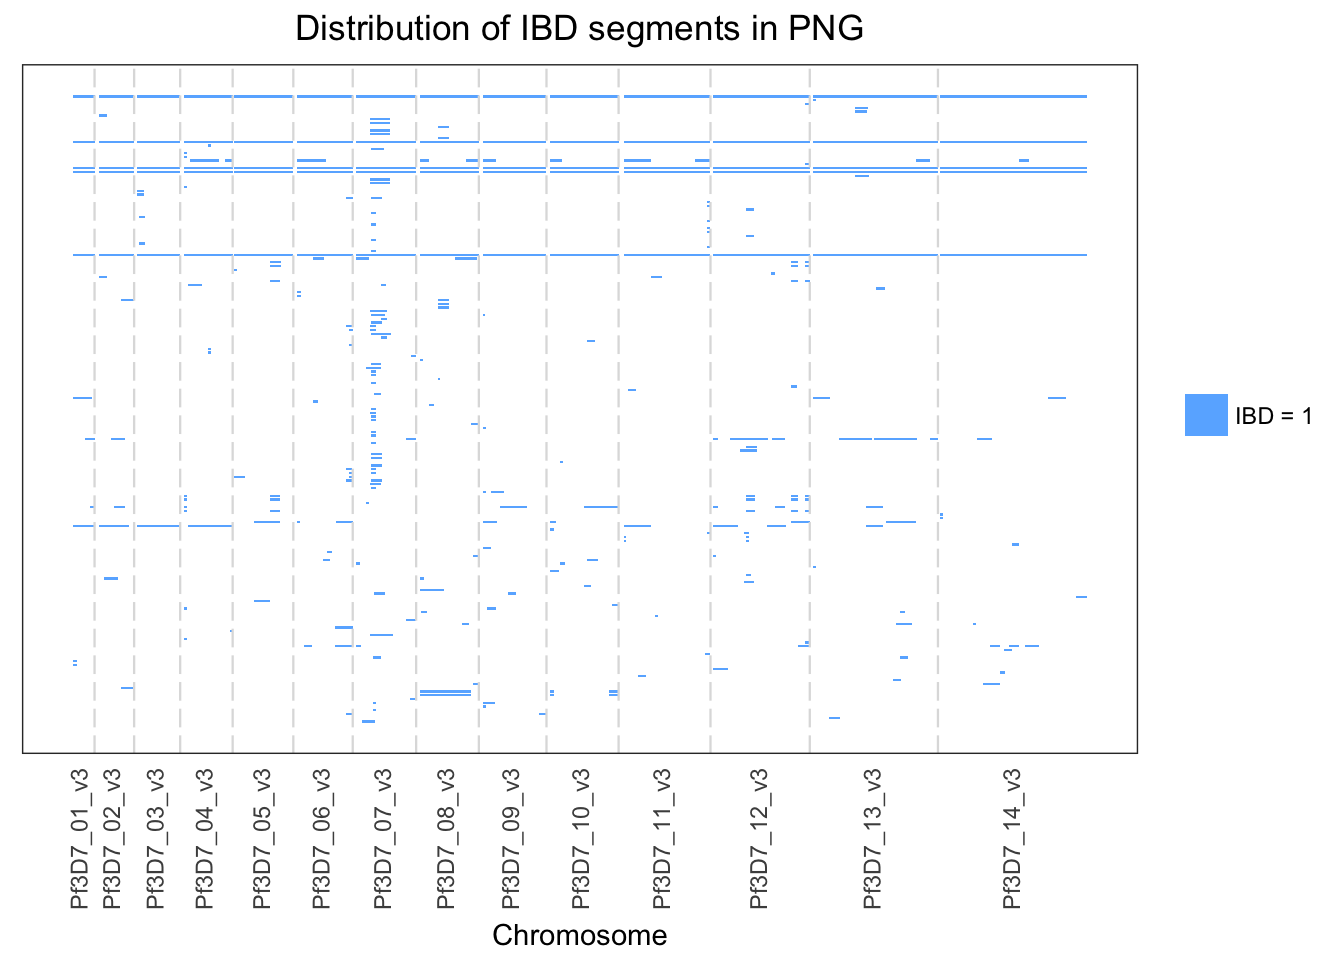 Distribution of IBD segments in PNG
IBD = 1
Pf3D7_01_v3
Pf3D7_02_v3
Pf3D7_03_v3
Pf3D7_04_v3
Pf3D7_05_v3
Pf3D7_06_v3
Pf3D7_07_v3
Pf3D7_08_v3
Pf3D7_09_v3
Pf3D7_10_v3
Pf3D7_11_v3
Pf3D7_12_v3
Pf3D7_13_v3
Pf3D7_14_v3
Chromosome